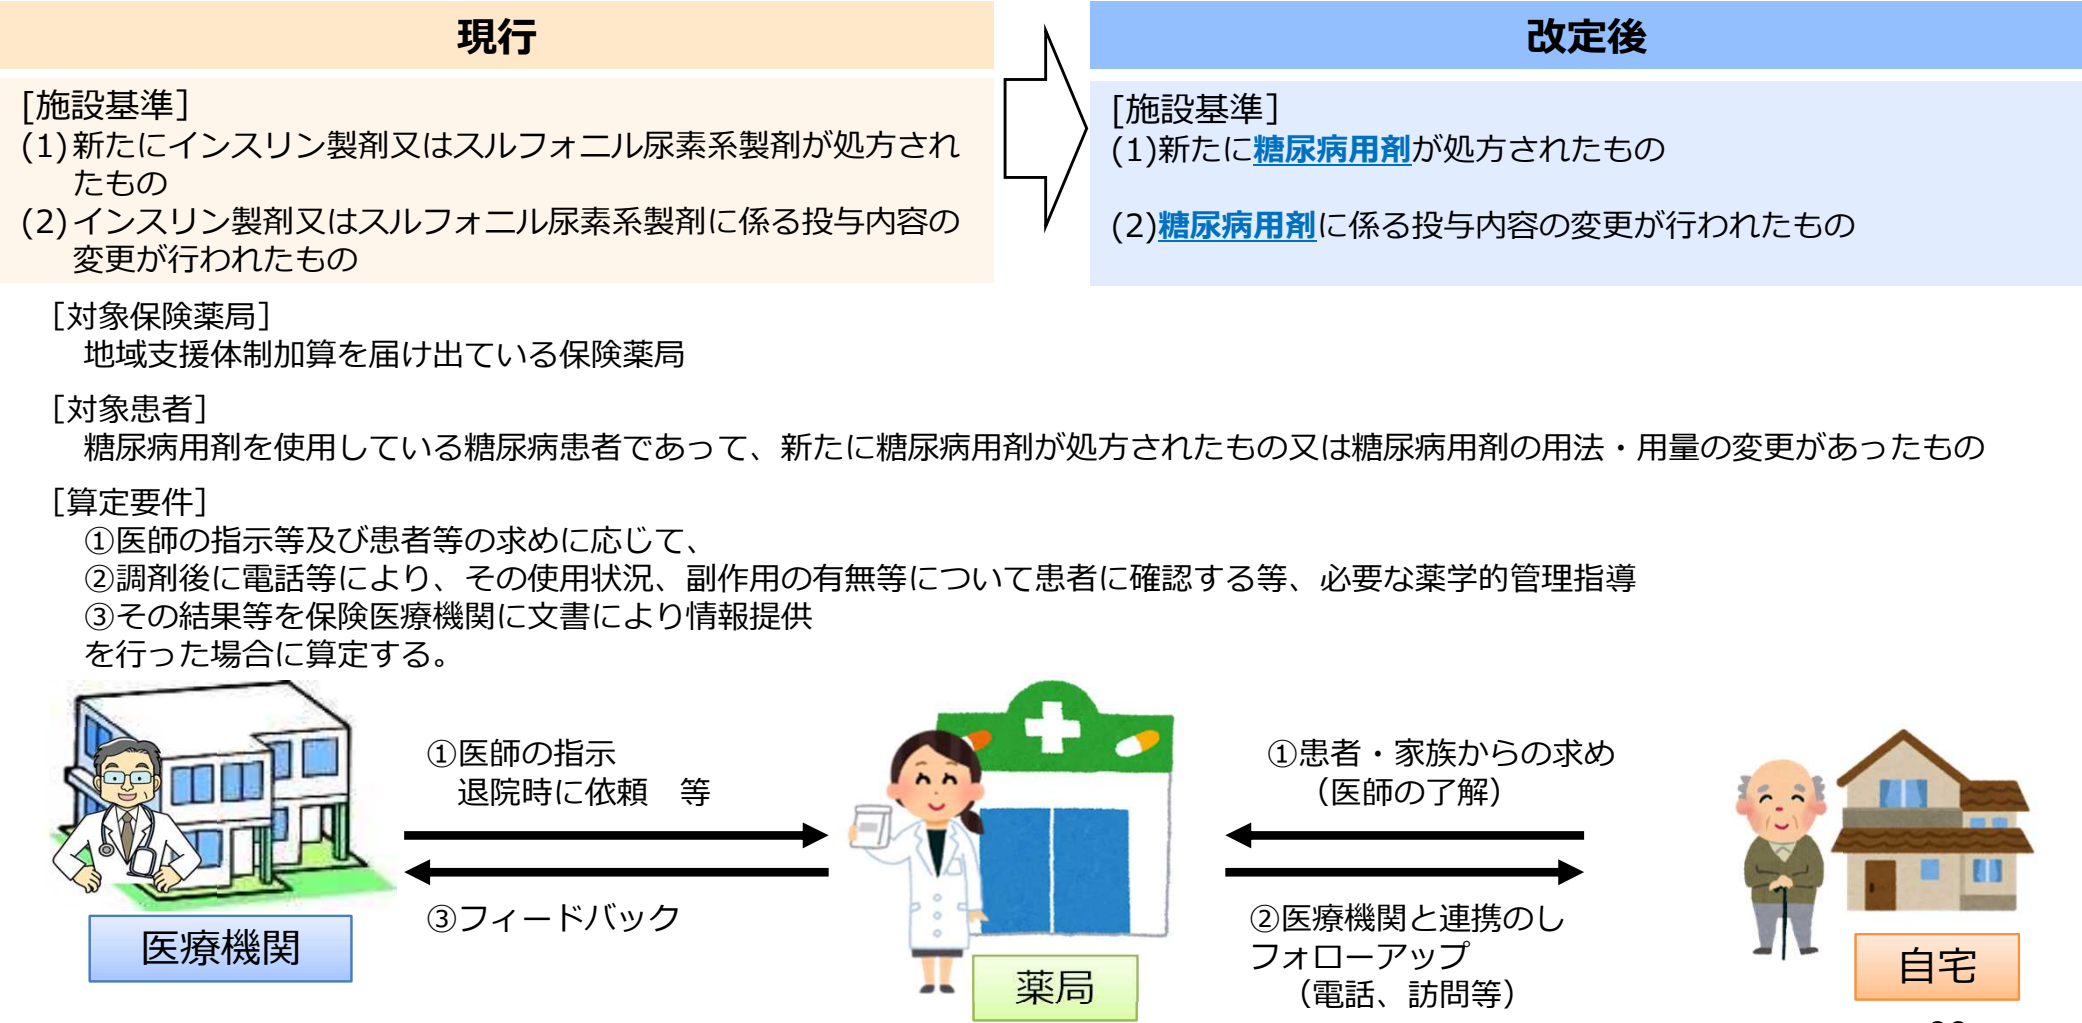 現行
[施設基準]
(1)新たにインスリン製剤又はスルフォニル尿素系製剤が処方され
たもの
(2)インスリン製剤又はスルフォニル尿素系製剤に係る投与内容の
変更が行われたもの
改定後
[施設基準]
(1)新たに糖尿病用剤が処方されたもの
(2)糖尿病用剤に係る投与内容の変更が行われたもの
[対象保険薬局]
地域支援体制加算を届け出ている保険薬局
[対象患者]
糖尿病用剤を使用している糖尿病患者であって、新たに糖尿病用剤が処方されたもの又は糖尿病用剤の用法・用量の変更があったもの
[算定要件]
①医師の指示等及び患者等の求めに応じて、
②調剤後に電話等により、その使用状況、副作用の有無等について患者に確認する等、必要な薬学的管理指導
③その結果等を保険医療機関に文書により情報提供
を行った場合に算定する。
①医師の指示
退院時に依頼　等
③フィードバック
医療機関
薬局
①患者・家族からの求め
（医師の了解）
②医療機関と連携のし
フォローアップ
（電話、訪問等）
自宅